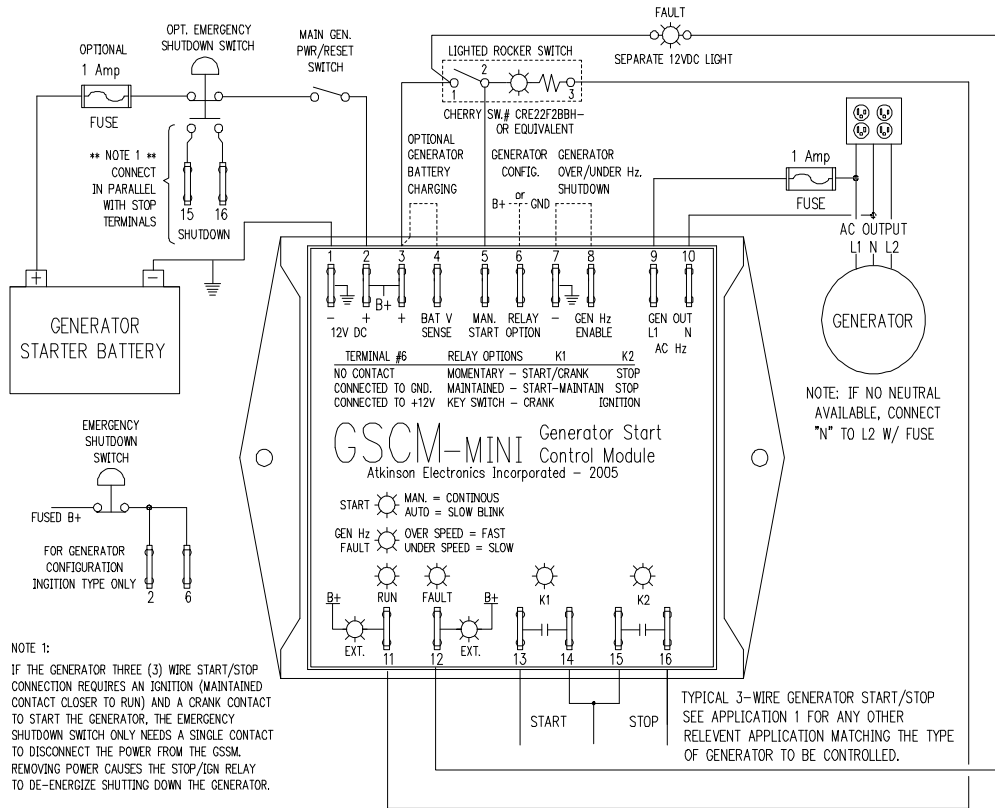 FAULT
SEPARATE 12VDC LIGHT
OPT. EMERGENCY
SHUTDOWN SWITCH
MAIN GEN.
PWR/RESET
SWITCH
OPTIONAL
1 Amp
FUSE
LIGHTED ROCKER SWITCH
1
2
3
CHERRY SW.# CRE22F2BBH-
OR EQUIVALENT
** NOTE 1 **
CONNECT
IN PARALLEL
WITH STOP
TERMINALS
15 16
SHUTDOWN
OPTIONAL
GENERATOR
BATTERY
CHARGING
GENERATOR
CONFIG.
or
B+ GND
GENERATOR
OVER/UNDER Hz.
SHUTDOWN
1 Amp
FUSE
AC OUTPUT
L1 N L2
GENERATOR
NOTE: IF NO NEUTRAL
AVAILABLE, CONNECT
"N" TO L2 W/ FUSE
+ −
GENERATOR
STARTER BATTERY
1 2 3 4 5 6 7 8 9 10
B+
− + +
12V DC
BAT V
SENSE
MAN.
START
RELAY
OPTION
−
GEN Hz
ENABLE
GEN OUT
L1 N
AC Hz
TERMINAL #6 RELAY OPTIONS K1 K2
NO CONTACT MOMENTARY – START/CRANK STOP
CONNECTED TO GND. MAINTAINED – START-MAINTAIN STOP
CONNECTED TO +12V KEY SWITCH – CRANK IGNITION
GSCM-MINI Generator Start
Control Module
Atkinson Electronics Incorporated – 2005
START MAN. = CONTINOUS
AUTO = SLOW BLINK
GEN Hz
FAULT
OVER SPEED = FAST
UNDER SPEED = SLOW
RUN FAULT K1 K2
B+ B+
EXT. EXT.
11 12 13 14 15 16
START STOP
EMERGENCY
SHUTDOWN
SWITCH
FUSED B+
FOR GENERATOR
CONFIGURATION
INGITION TYPE ONLY
2 6
NOTE 1:
IF THE GENERATOR THREE (3) WIRE START/STOP
CONNECTION REQUIRES AN IGNITION (MAINTAINED
CONTACT CLOSER TO RUN) AND A CRANK CONTACT
TO START THE GENERATOR, THE EMERGENCY
SHUTDOWN SWITCH ONLY NEEDS A SINGLE CONTACT
TO DISCONNECT THE POWER FROM THE GSSM.
REMOVING POWER CAUSES THE STOP/IGN RELAY
TO DE-ENERGIZE SHUTTING DOWN THE GENERATOR.
TYPICAL 3-WIRE GENERATOR START/STOP
SEE APPLICATION 1 FOR ANY OTHER
RELEVENT APPLICATION MATCHING THE TYPE
OF GENERATOR TO BE CONTROLLED.